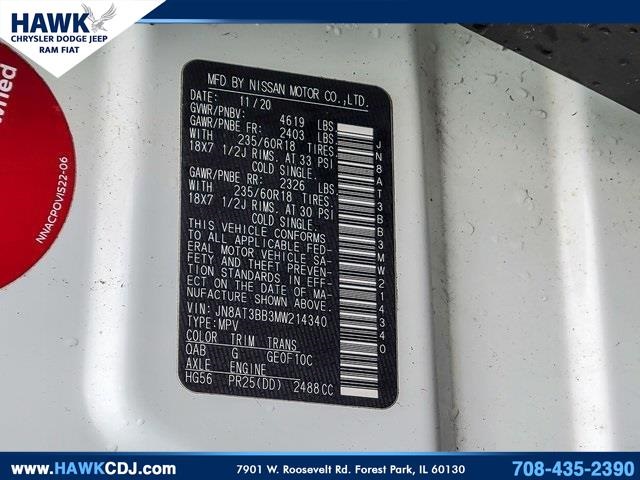 HAWK
CHRYSLER DODGE JEEP
RAM FIAT
wned
NNACPOVIS22-06
MFD BY NISSAN MOTOR CO.,LTD.
DATE: 11/20
GVWR/PNBV: 4619 LBS
GAWR/PNBE FR: 2403 LBS
WITH 235/60R18 TIRES
18X7 1/2J RIMS. AT 33 PSI
COLD SINGLE.
GAWR/PNBE RR: 2326 LBS
WITH 235/60R18 TIRES
18X7 1/2J RIMS. AT 30 PSI
COLD SINGLE.
THIS VEHICLE CONFORMS
TO ALL APPLICABLE FED-
ERAL MOTOR VEHICLE SA-
FETY AND THEFT PREVEN-
TION STANDARDS IN EFF-
ECT ON THE DATE OF MA-
NUFACTURE SHOWN ABOVE.
VIN: JN8AT3BB3MW214340
TYPE:MPV
COLOR TRIM TRANS
QAB G GE0F10C
AXLE ENGINE
HG56 PR25(DD) 2488CC
JN8AT3BB3MW214340
www.HAWKCDJ.com
7901 W. Roosevelt Rd. Forest Park, IL 60130
708-435-2390